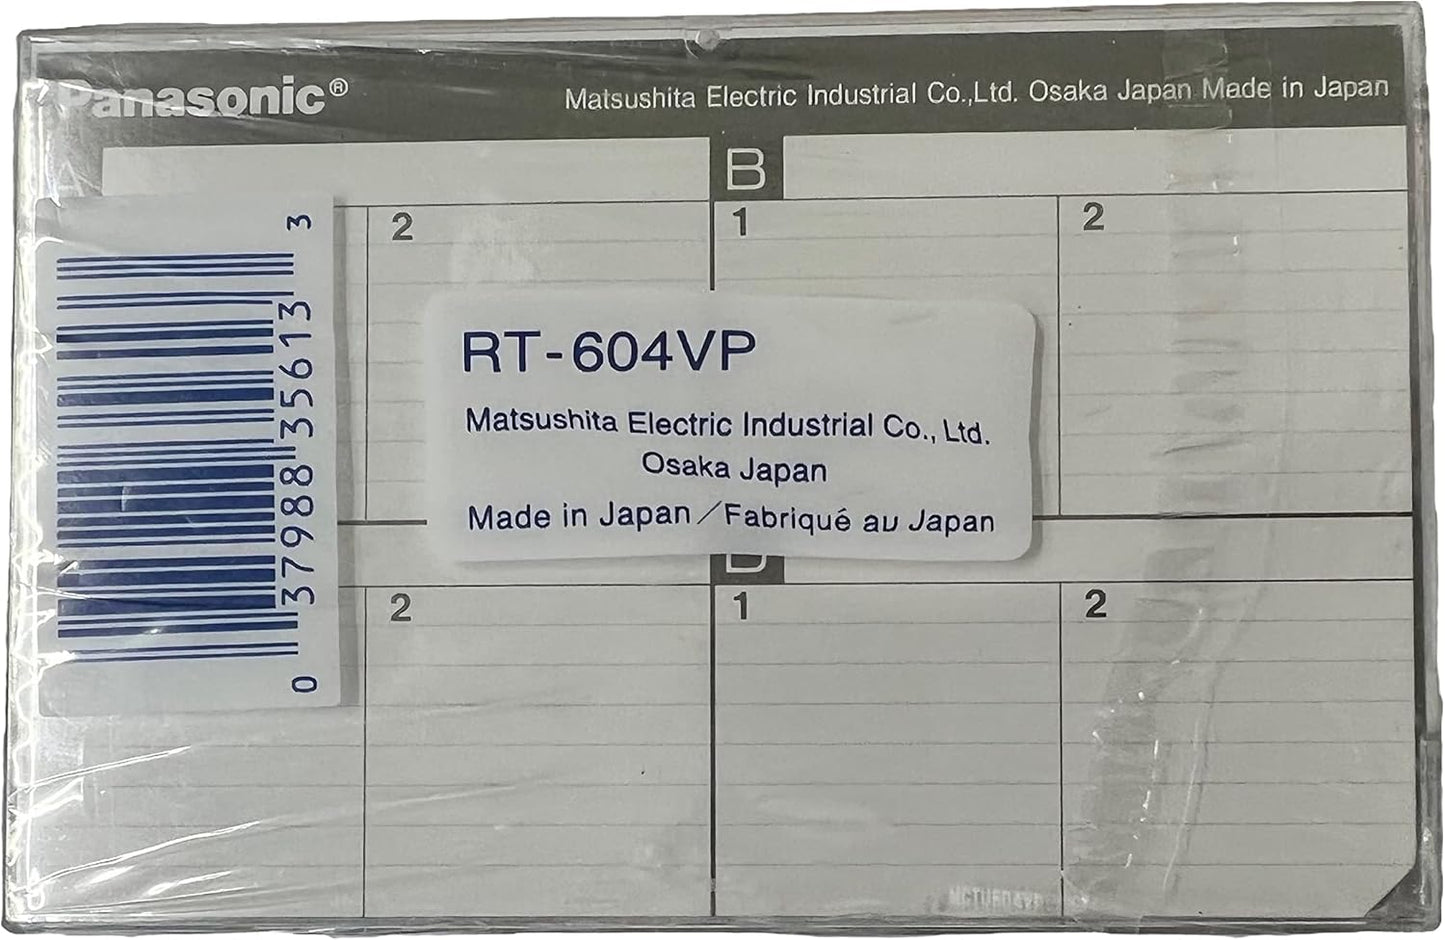 Panasonic®
Matsushita Electric Industrial Co.,Ltd. Osaka Japan Made in Japan
B
2
1
2
RT-604VP
Matsushita Electric Industrial Co., Ltd.
Osaka Japan
Made in Japan/Fabriqué au Japan
0 37988 35613 3
2
1
2